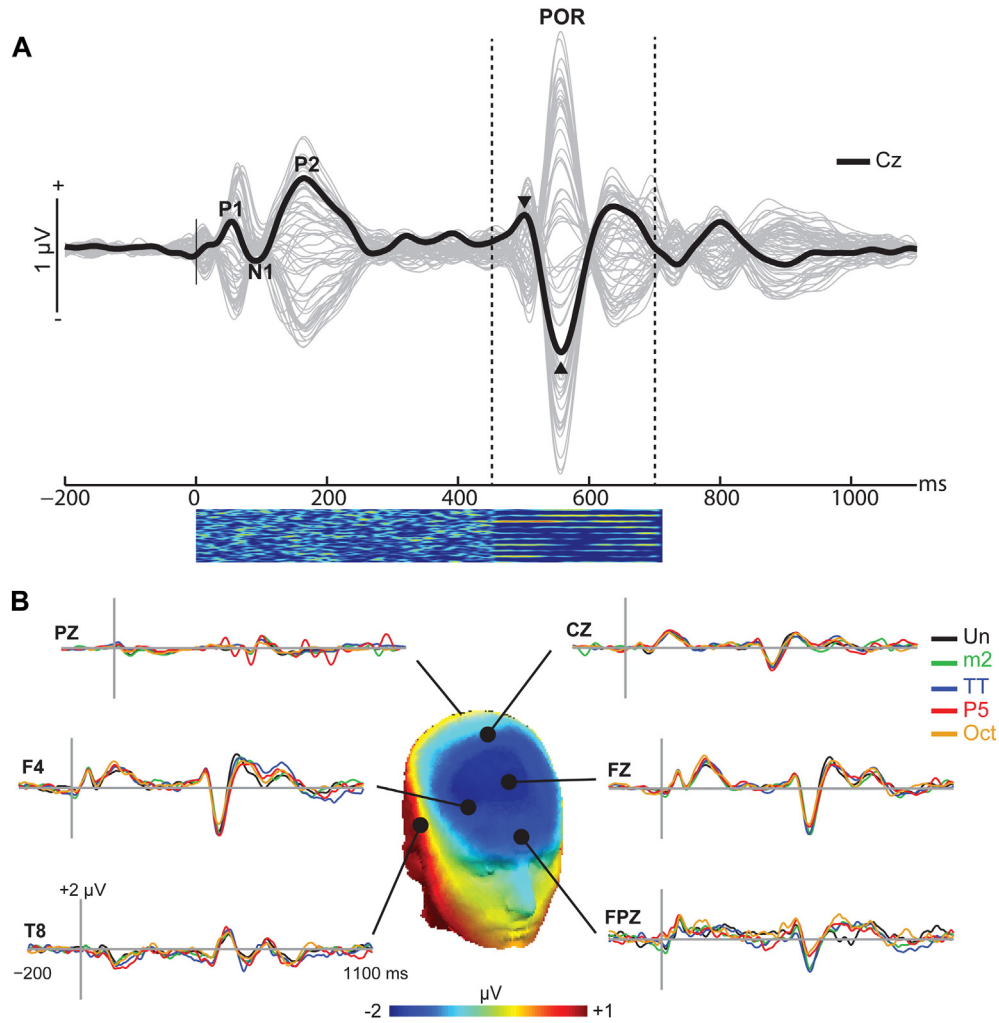 A
POR
+
1 µV
-
P1
N1
P2
Cz
−200
0
200
400
600
800
1000
ms
B
PZ
CZ
Un
m2
TT
P5
Oct
F4
FZ
+2 µV
T8
−200
1100 ms
FPZ
µV
-2
+1